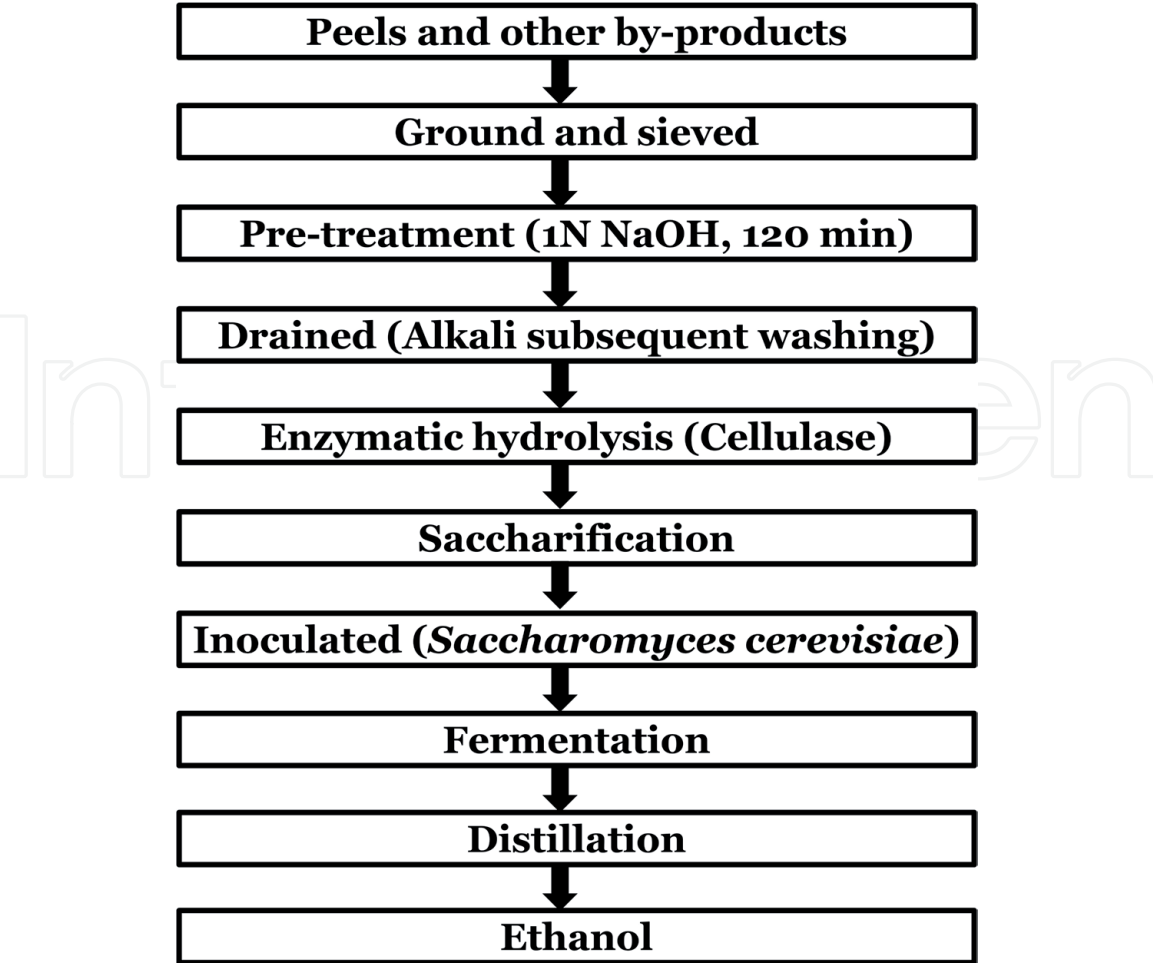 Peels and other by-products
Ground and sieved
Pre-treatment (1N NaOH, 120 min)
Drained (Alkali subsequent washing)
Enzymatic hydrolysis (Cellulase)
Saccharification
Inoculated (Saccharomyces cerevisiae)
Fermentation
Distillation
Ethanol